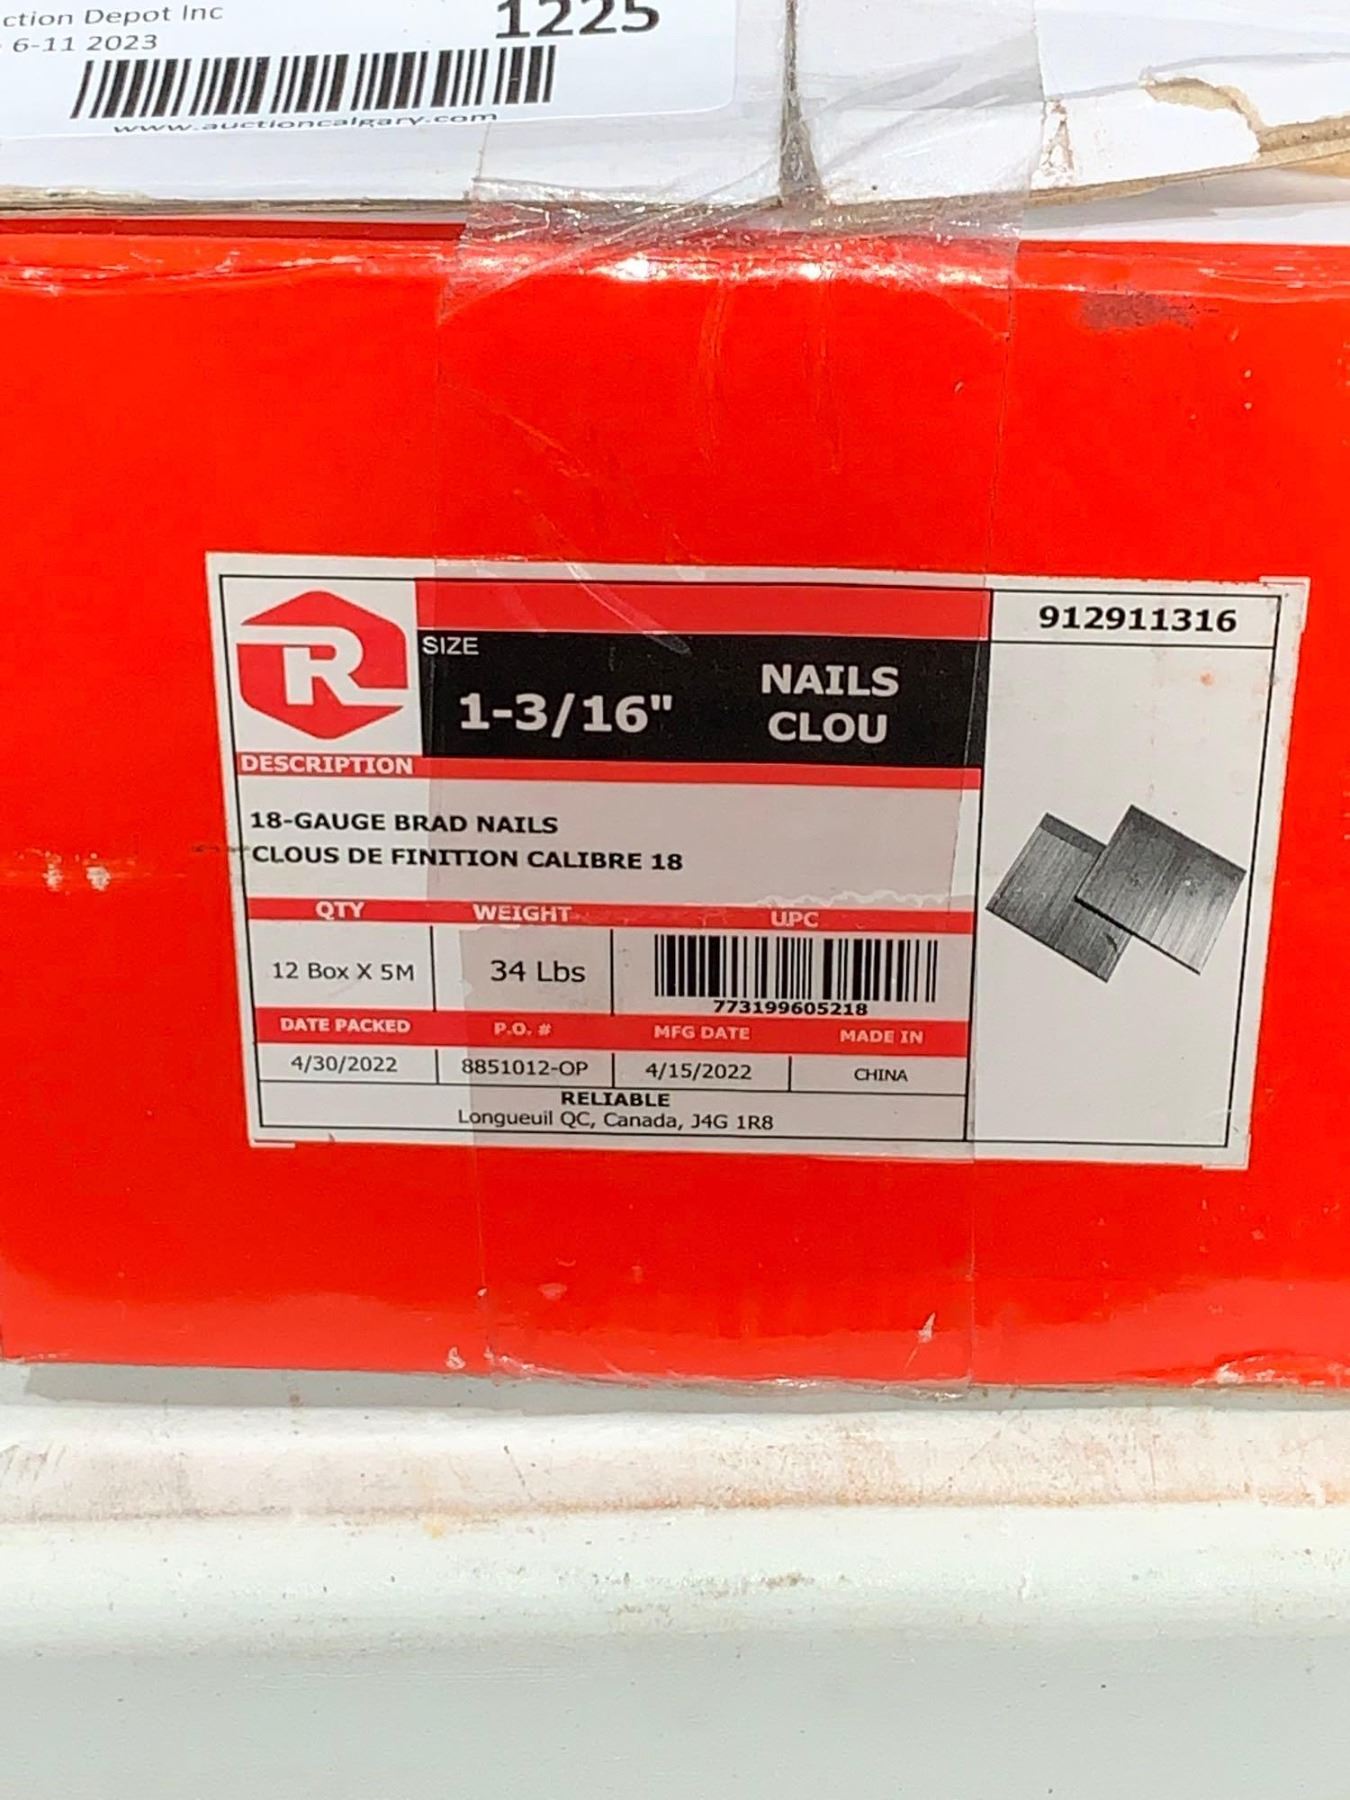 ction Depot Inc
6-11 2023
1225
www.auctioncalgary.com
R
SIZE
1-3/16"
NAILS
CLOU
912911316
DESCRIPTION
18-GAUGE BRAD NAILS
CLOUS DE FINITION CALIBRE 18
QTY WEIGHT UPC
12 Box X 5M 34 Lbs
773199605218
DATE PACKED P.O. # MFG DATE MADE IN
4/30/2022 8851012-OP 4/15/2022 CHINA
RELIABLE
Longueuil QC, Canada, J4G 1R8